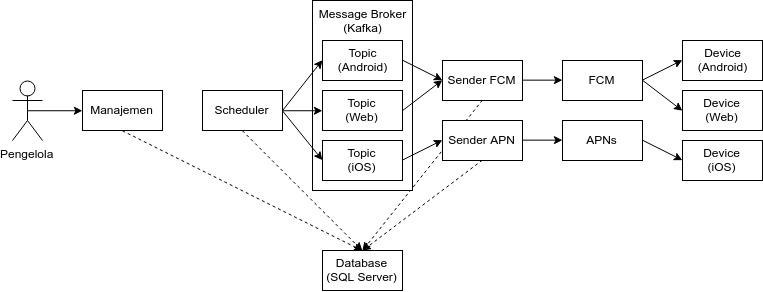 Message Broker
(Kafka)
Topic
(Android)
Topic
(Web)
Topic
(iOS)
Pengelola
Manajemen
Scheduler
Sender FCM
Sender APN
FCM
APNs
Device
(Android)
Device
(Web)
Device
(iOS)
Database
(SQL Server)